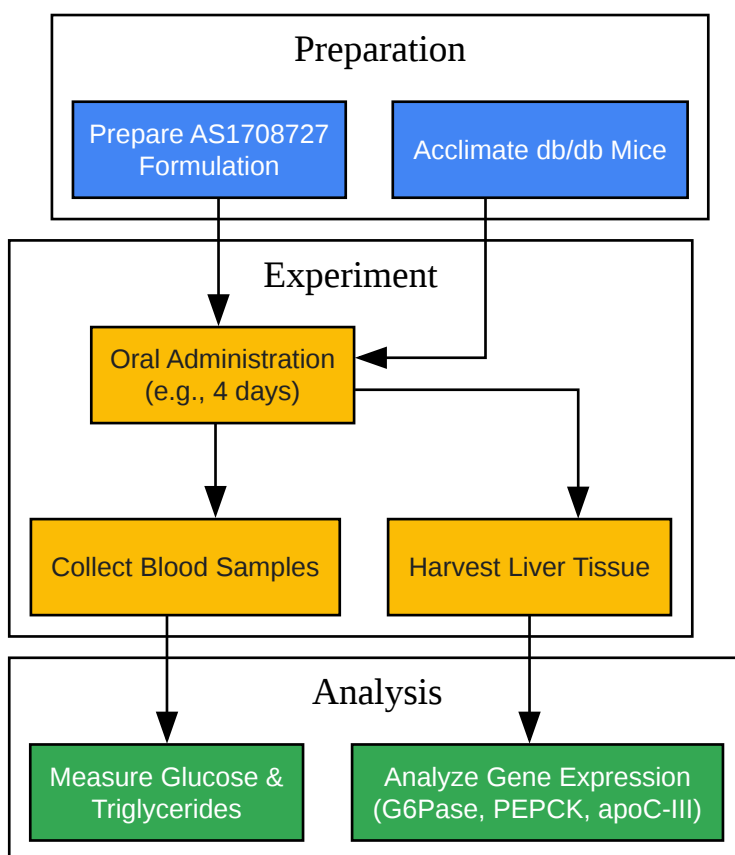 Preparation
Prepare AS1708727
Formulation
Acclimate db/db Mice
Experiment
Oral Administration
(e.g., 4 days)
Collect Blood Samples
Harvest Liver Tissue
Analysis
Measure Glucose &
Triglycerides
Analyze Gene Expression
(G6Pase, PEPCK, apoC-III)